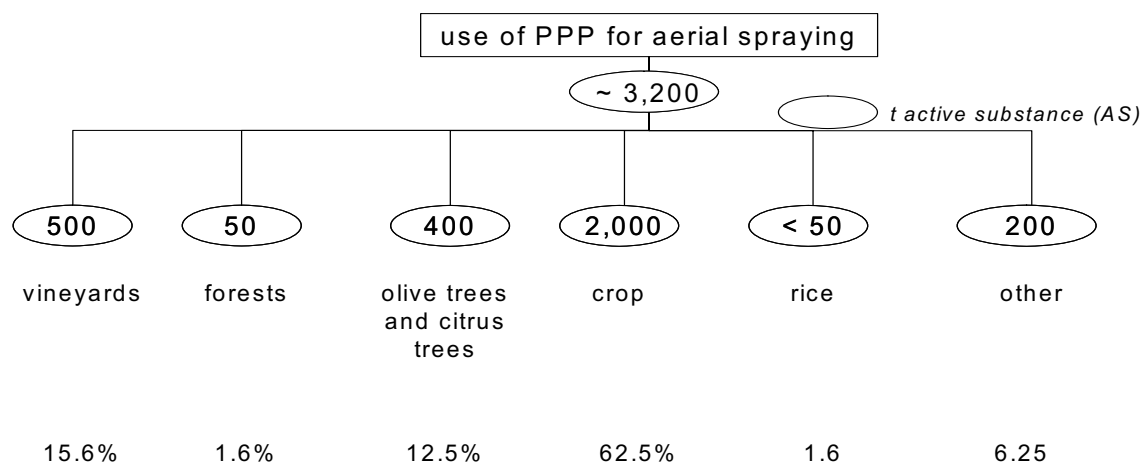 use of PPP for aerial spraying
~ 3,200
t active substance (AS)
500 50 400 2,000 < 50 200
vineyards forests olive trees crop rice other
and citrus
trees
15.6% 1.6% 12.5% 62.5% 1.6 6.25